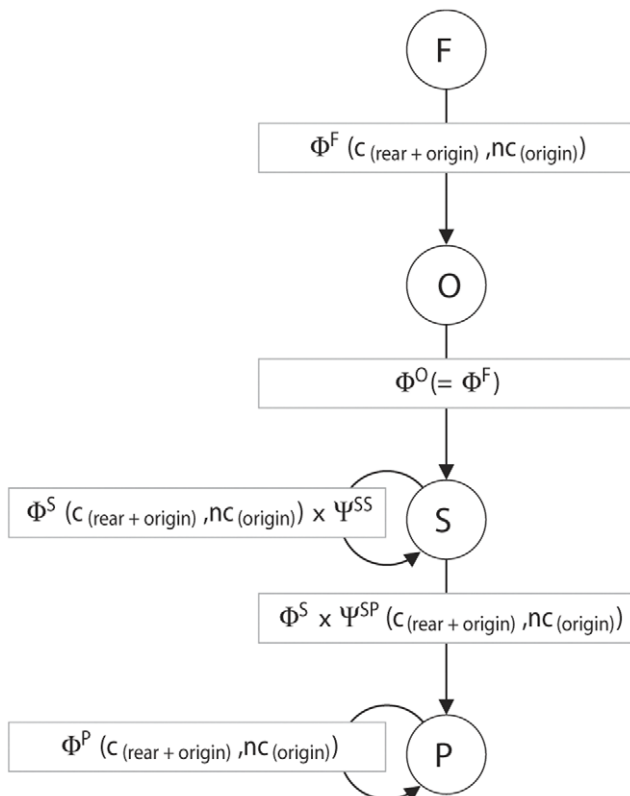 F
Φ^F (c (rear + origin) ,nc (origin))
O
Φ^O (= Φ^F)
Φ^S (c (rear + origin) ,nc (origin)) x Ψ^SS
S
Φ^S x Ψ^SP (c (rear + origin) ,nc (origin))
Φ^P (c (rear + origin) ,nc (origin))
P